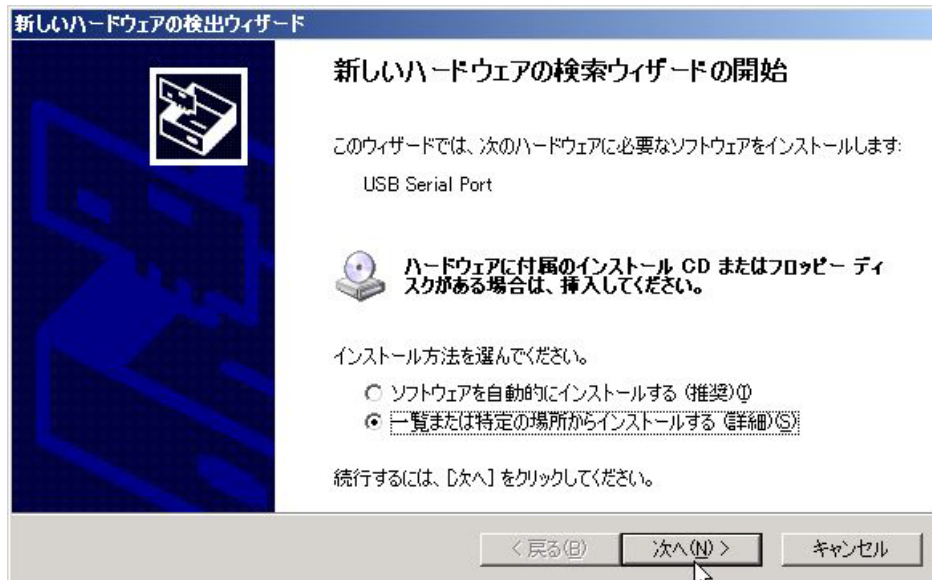 新しいハードウェアの検出ウィザード
新しいハードウェアの検索ウィザードの開始
このウィザードでは、次のハードウェアに必要なソフトウェアをインストールします:
USB Serial Port
ハードウェアに付属のインストール CD またはフロッピー ディ
スクがある場合は、挿入してください。
インストール方法を選んでください。
ソフトウェアを自動的にインストールする (推奨)(I)
一覧または特定の場所からインストールする (詳細)(S)
続行するには、[次へ] をクリックしてください。
< 戻る(B) 次へ(N) > キャンセル